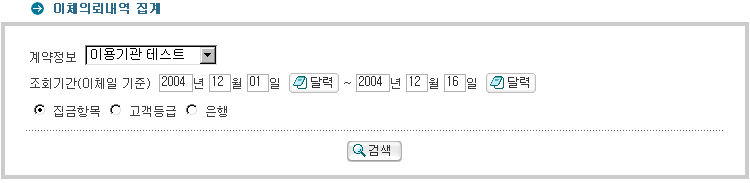 이체의뢰내역 집계
계약정보 이용기관 테스트
조회기간(이체일 기준) 2004 년 12 월 01 일 달력 ~ 2004 년 12 월 16 일 달력
집금항목 고객등급 은행
검색